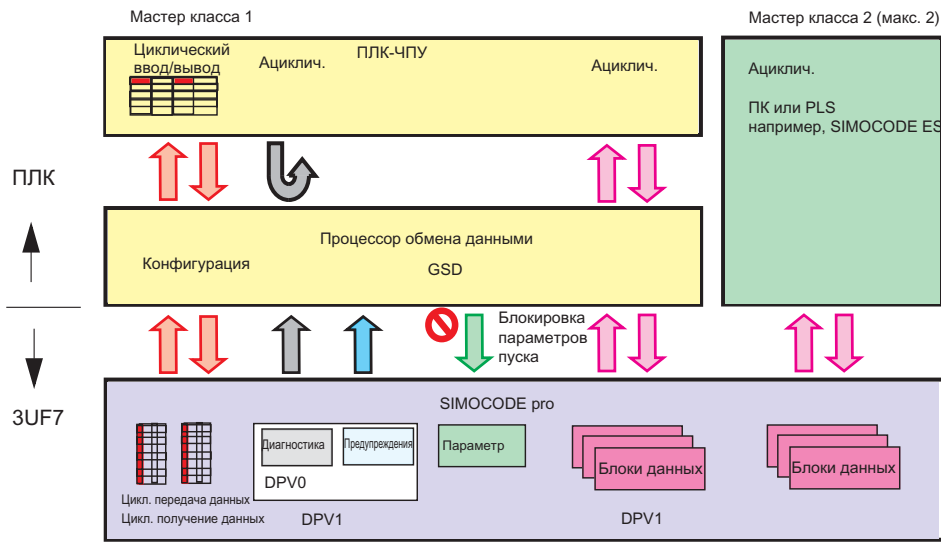 Мастер класса 1
Мастер класса 2 (макс. 2)
Циклический
ввод/вывод
Ациклич.
ПЛК-ЧПУ
Ациклич.
Ациклич.
ПК или PLS
например, SIMOCODE ES
ПЛК
Процессор обмена данными
Конфигурация
GSD
Блокировка
параметров
пуска
3UF7
SIMOCODE pro
Диагностика
Предупреждения
Параметр
Блоки данных
Блоки данных
DPV0
Цикл. передача данных
Цикл. получение данных
DPV1
DPV1